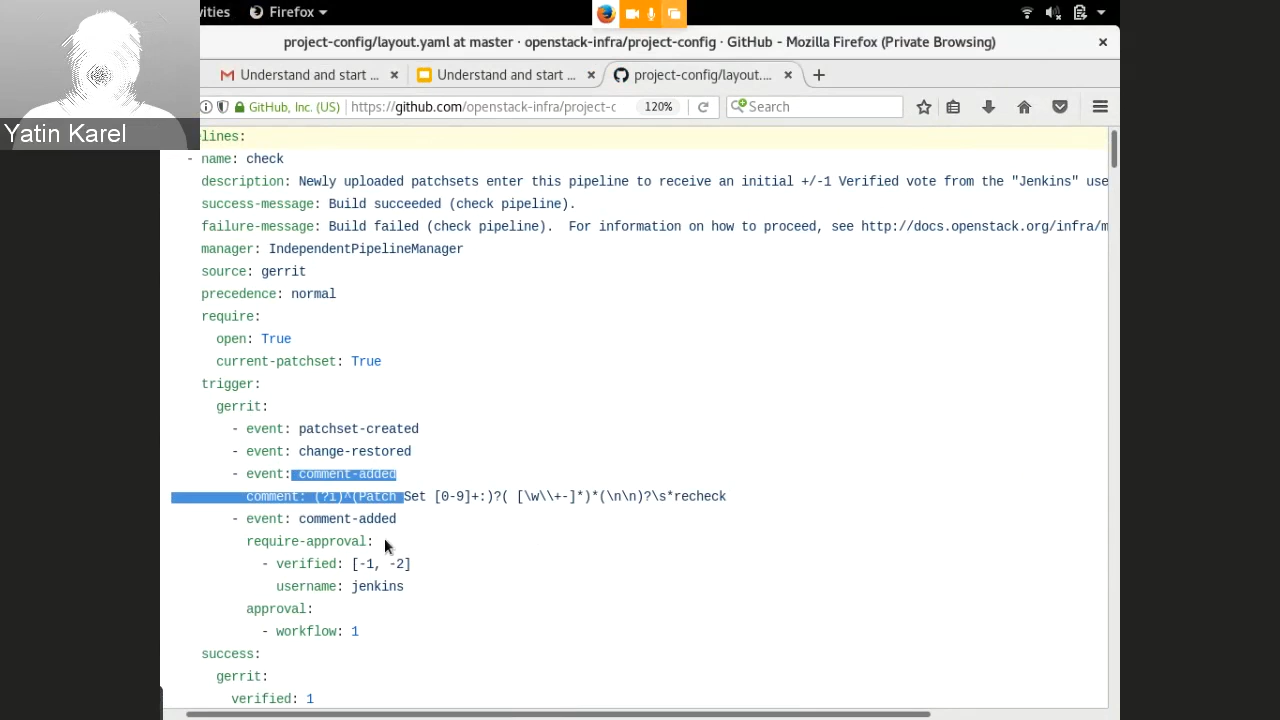 vities Firefox
project-config/layout.yaml at master · openstack-infra/project-config · GitHub - Mozilla Firefox (Private Browsing)
Understand and start ... Understand and start ... project-config/layout....
GitHub, Inc. (US) https://github.com/openstack-infra/project-c 120% Search
Yatin Karel
elines:
- name: check
description: Newly uploaded patchsets enter this pipeline to receive an initial +/-1 Verified vote from the "Jenkins" use
success-message: Build succeeded (check pipeline).
failure-message: Build failed (check pipeline).  For information on how to proceed, see http://docs.openstack.org/infra/m
manager: IndependentPipelineManager
source: gerrit
precedence: normal
require:
open: True
current-patchset: True
trigger:
gerrit:
- event: patchset-created
- event: change-restored
- event: comment-added
comment: (?i)^(Patch Set [0-9]+:)?( [\w\\+-]*)*(\n\n)?\s*recheck
- event: comment-added
require-approval:
- verified: [-1, -2]
username: jenkins
approval:
- workflow: 1
success:
gerrit:
verified: 1